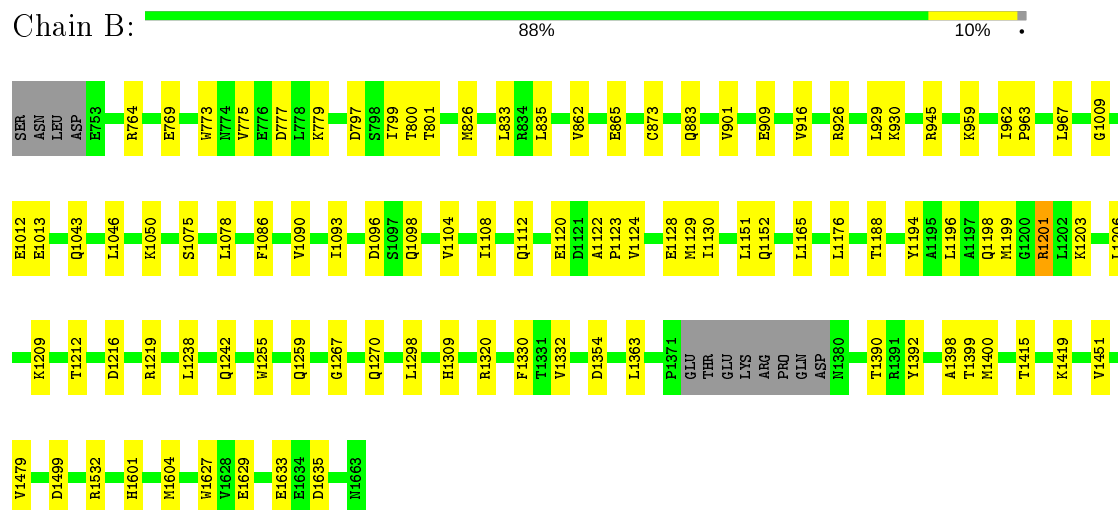 Chain B:
88% 10% •
SER ASN LEU ASP E753 R764 E769 W773 N774 V775 E776 D777 L778 K779 D797 S798 I799 T800 T801 M826 L833 R834 L835 V862 E865 C873 Q883 V901 E909 V916 R926 L929 K930 R945 K959 I962 P963 L967 G1009
E1012 E1013 Q1043 L1046 K1050 S1075 L1078 F1086 V1090 I1093 D1096 S1097 Q1098 V1104 I1108 Q1112 E1120 D1121 A1122 P1123 V1124 E1128 M1129 I1130 L1151 Q1152 L1165 L1176 T1188 Y1194 A1195 L1196 A1197 Q1198 M1199 G1200 R1201 L1202 K1203
K1209 T1212 D1216 R1219 L1238 Q1242 W1255 Q1259 G1267 Q1270 L1298 H1309 R1320 F1330 T1331 V1332 D1354 L1363 P1371 GLU THR GLU LYS ARG PRO GLN ASP N1380 T1390 R1391 Y1392 A1398 T1399 M1400 T1415 K1419 V1451
V1479 D1499 R1532 H1601 M1604 W1627 V1628 E1629 E1633 E1634 D1635 N1663